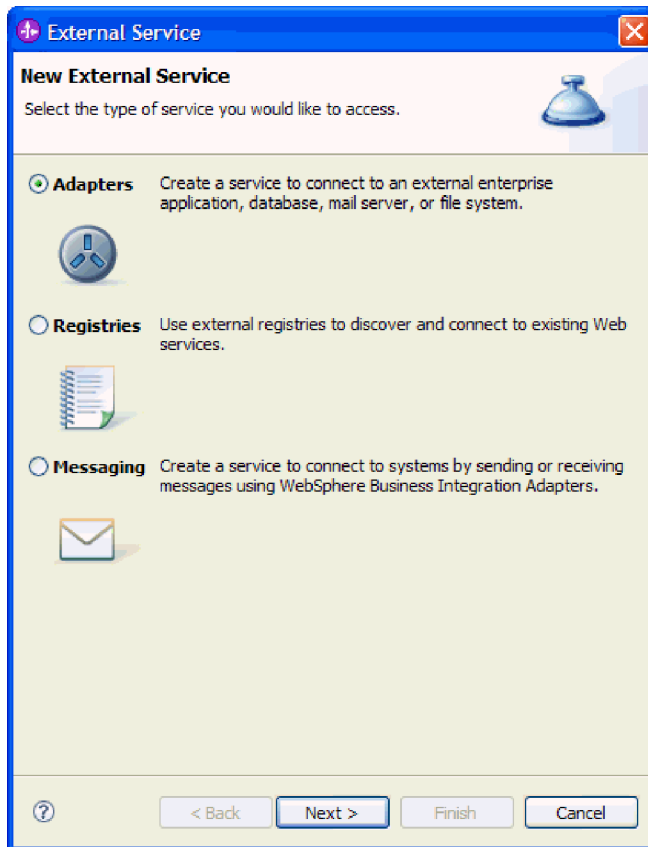 External Service
New External Service
Select the type of service you would like to access.
Adapters
Create a service to connect to an external enterprise
application, database, mail server, or file system.
Registries
Use external registries to discover and connect to existing Web
services.
Messaging
Create a service to connect to systems by sending or receiving
messages using WebSphere Business Integration Adapters.
?
< Back
Next >
Finish
Cancel